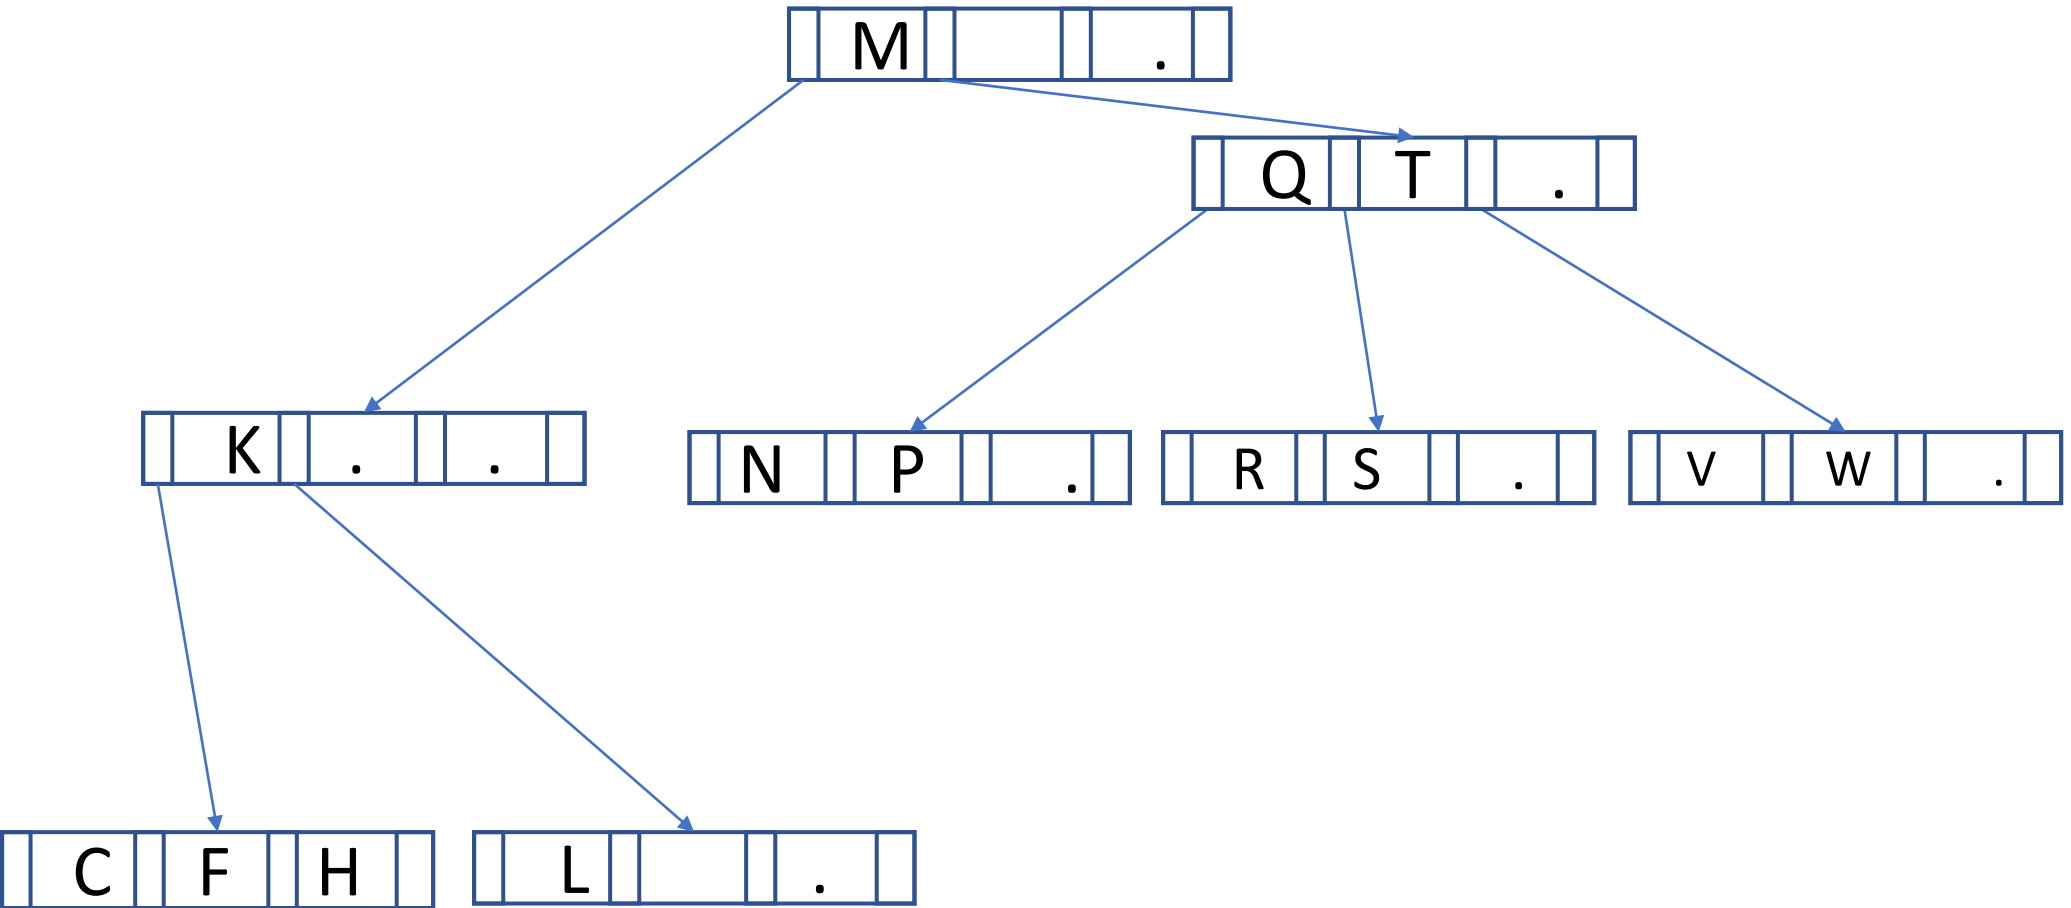 M .
Q T .
K . .
N P . R S . V W .
C F H L .